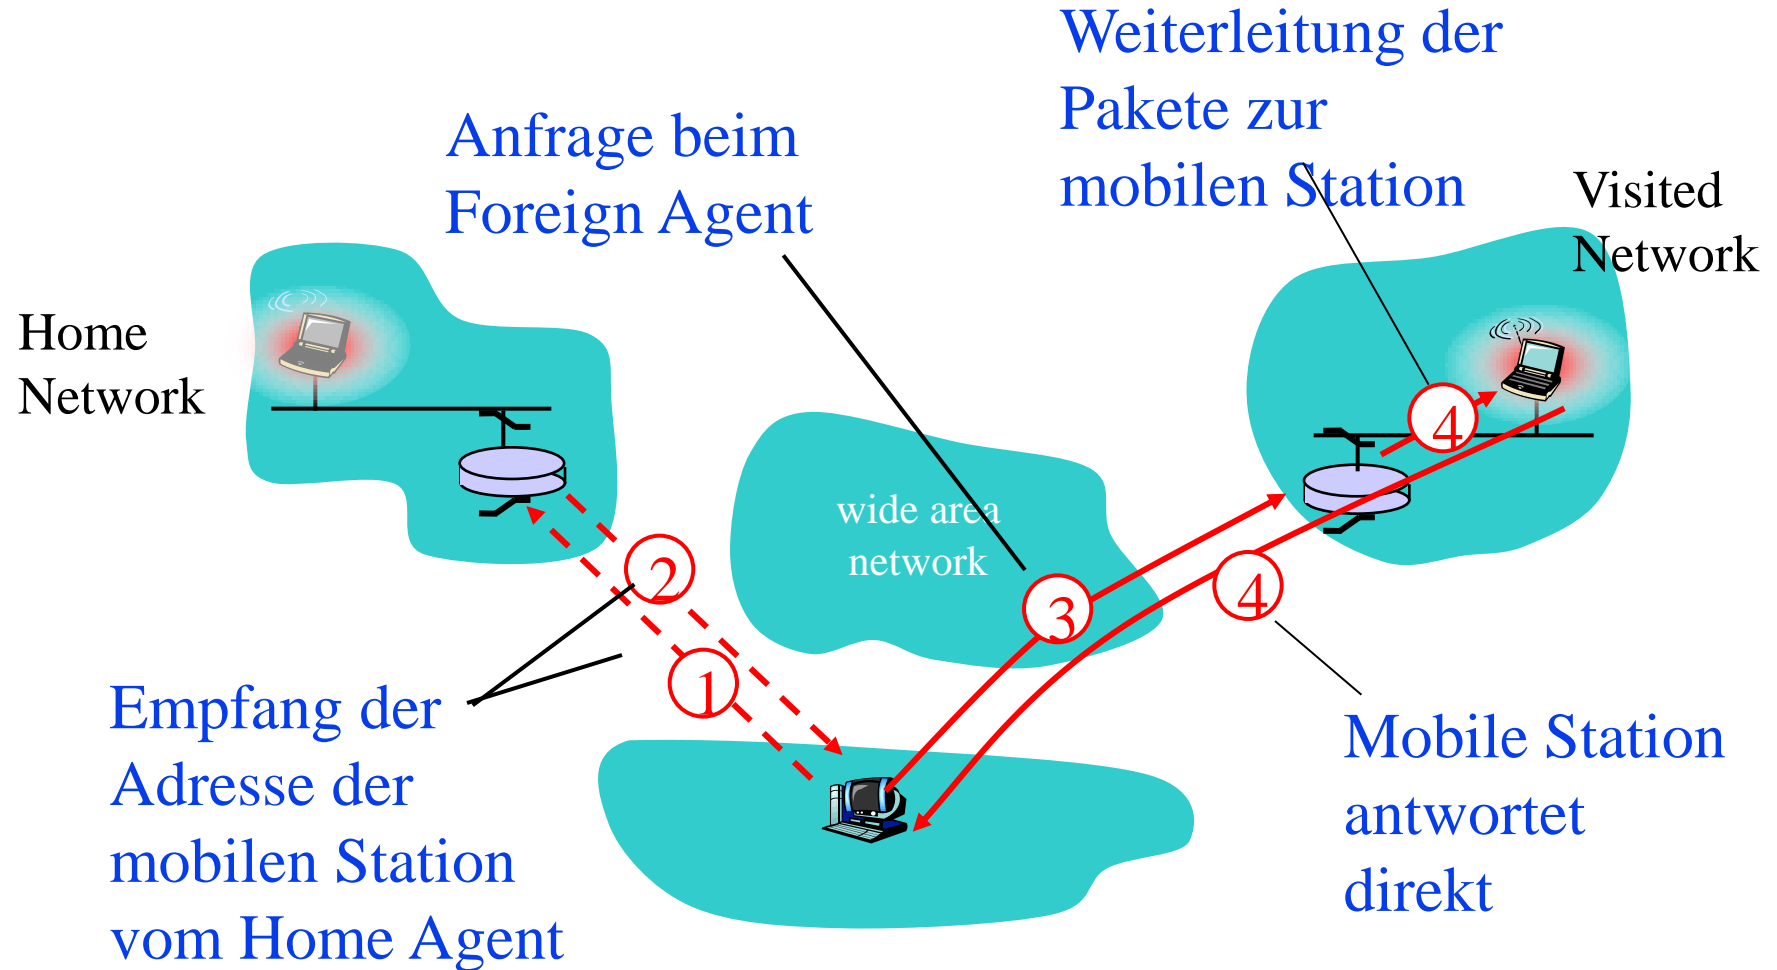 Weiterleitung der
Pakete zur
mobilen Station
Anfrage beim
Foreign Agent
Visited
Network
Home
Network
wide area
network
4
4
3
2
1
Empfang der
Adresse der
mobilen Station
vom Home Agent
Mobile Station
antwortet
direkt